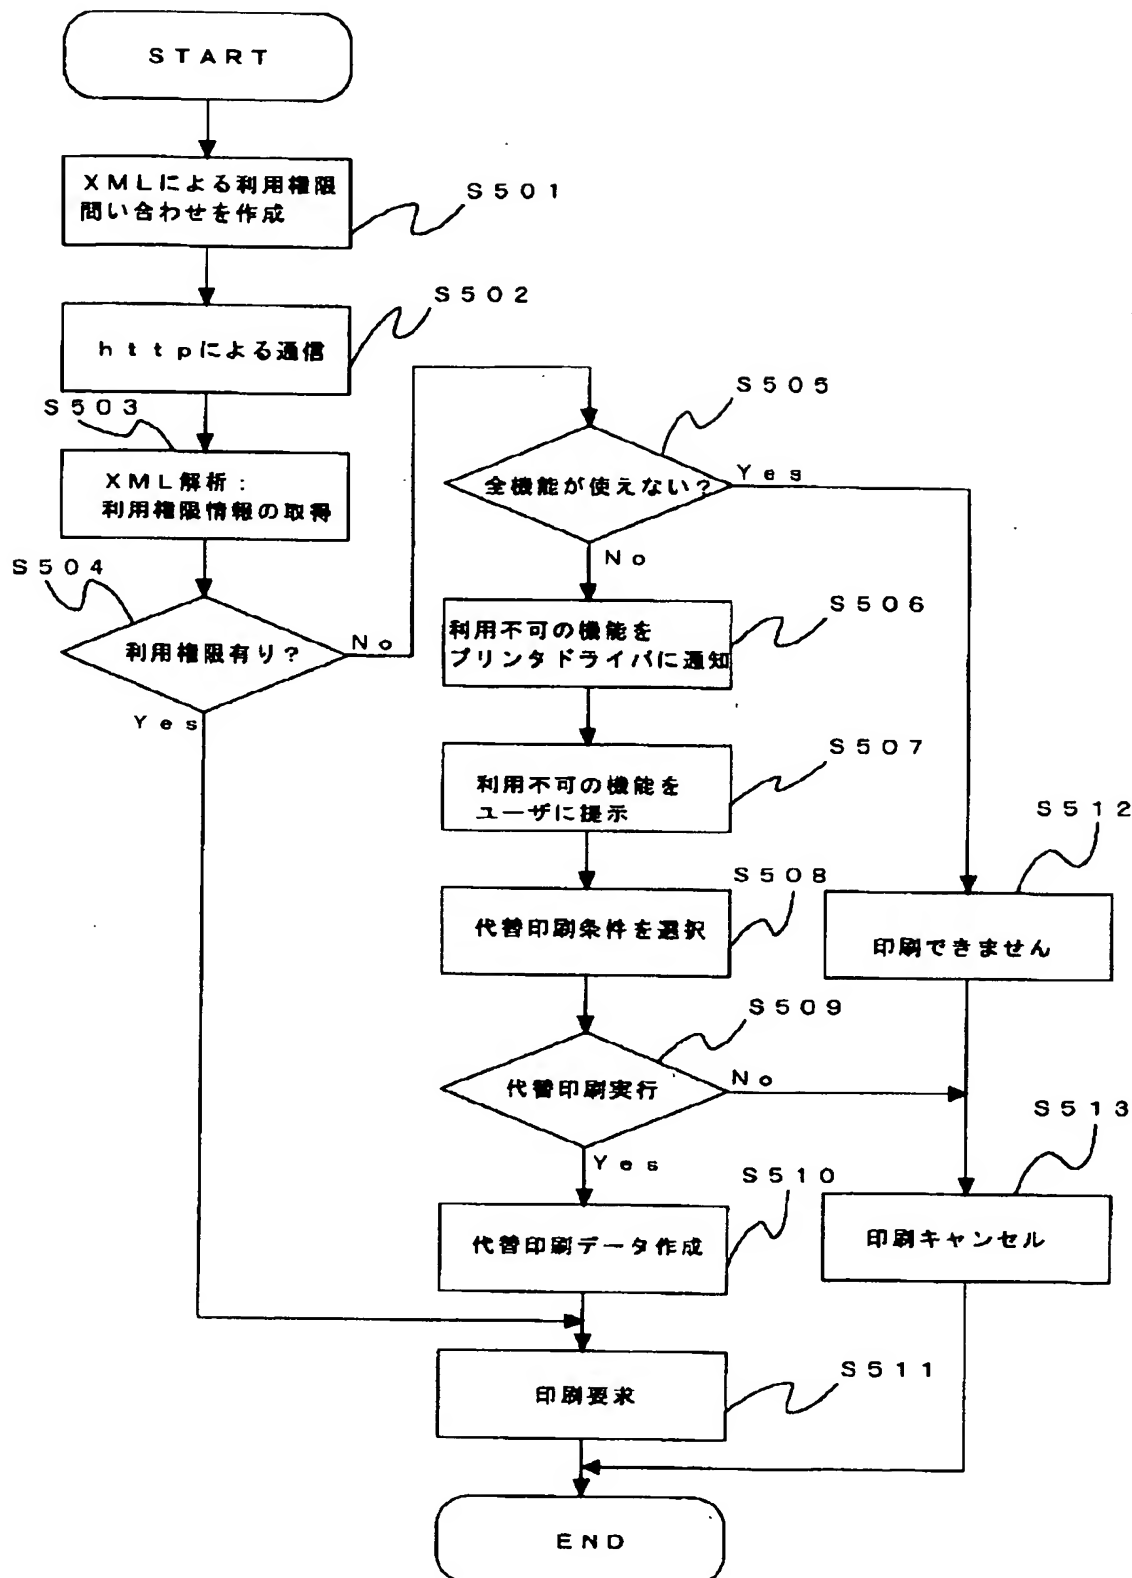 START
XMLによる利用権限
問い合わせを作成
S501
S502
httpによる通信
S503
XML解析:
利用権限情報の取得
S504
利用権限有り?
No
Yes
S505
全機能が使えない?
Yes
No
S506
利用不可の機能を
プリンタドライバに通知
S507
利用不可の機能を
ユーザに提示
S508
代替印刷条件を選択
S512
印刷できません
S509
代替印刷実行
No
Yes
S513
印刷キャンセル
S510
代替印刷データ作成
S511
印刷要求
END